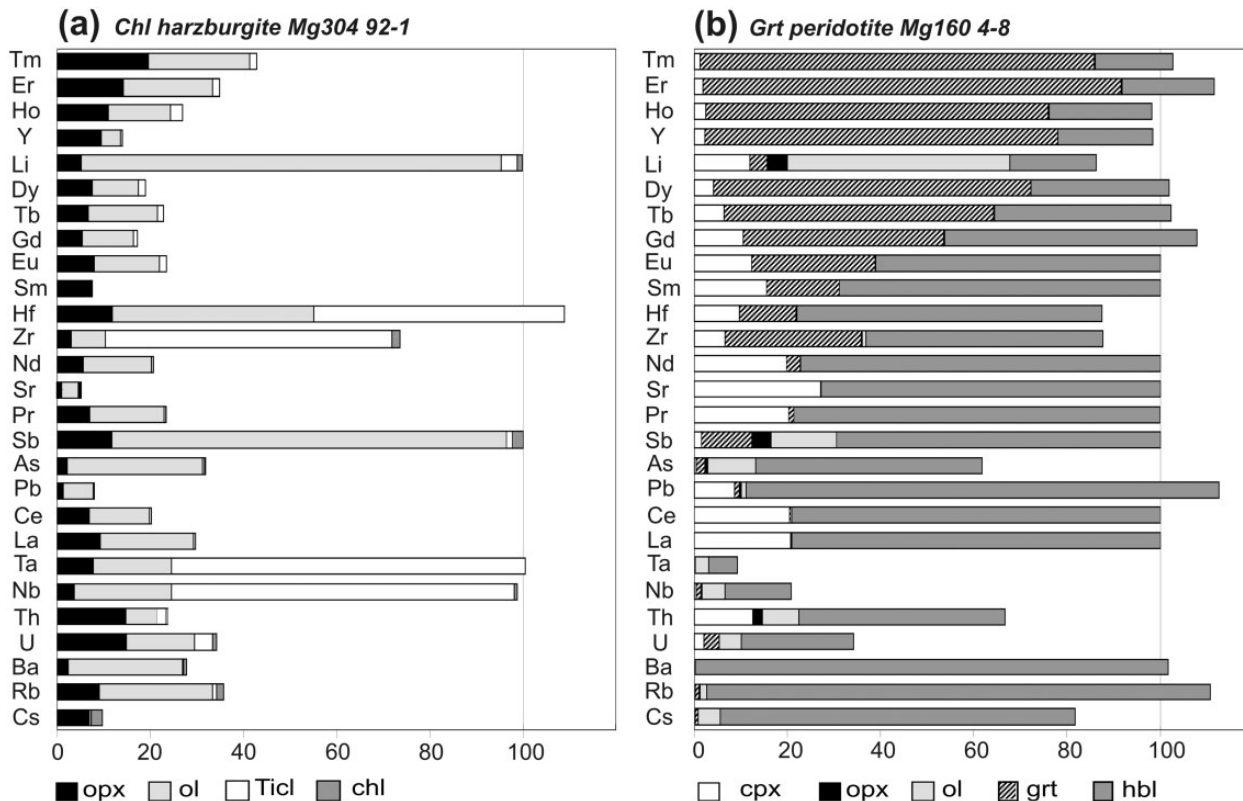 (a) Chl harzburgite Mg304 92-1
Tm
Er
Ho
Y
Li
Dy
Tb
Gd
Eu
Sm
Hf
Zr
Nd
Sr
Pr
Sb
As
Pb
Ce
La
Ta
Nb
Th
U
Ba
Rb
Cs
0 20 40 60 80 100
opx ol Ticl chl
(b) Grt peridotite Mg160 4-8
Tm
Er
Ho
Y
Li
Dy
Tb
Gd
Eu
Sm
Hf
Zr
Nd
Sr
Pr
Sb
As
Pb
Ce
La
Ta
Nb
Th
U
Ba
Rb
Cs
0 20 40 60 80 100
cpx opx ol grt hbl